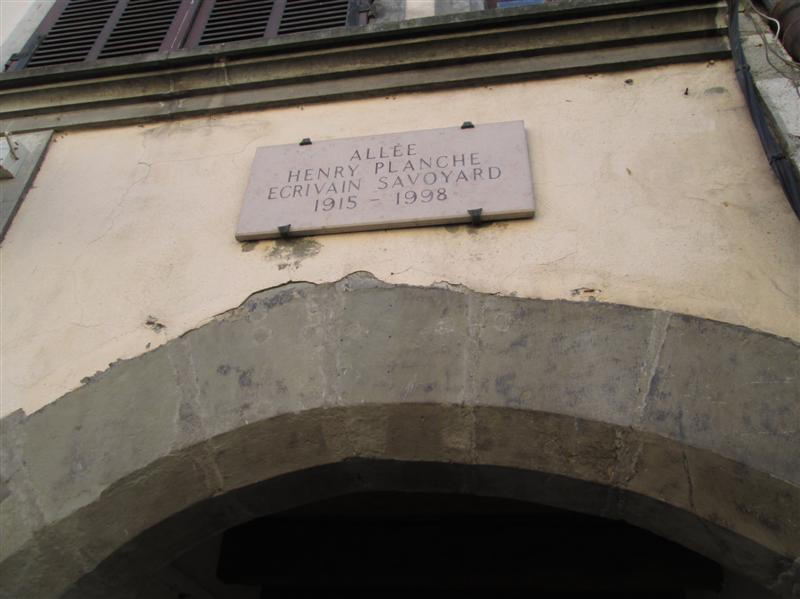 ALLÉE
HENRY PLANCHE
ECRIVAIN SAVOYARD
1915 - 1998